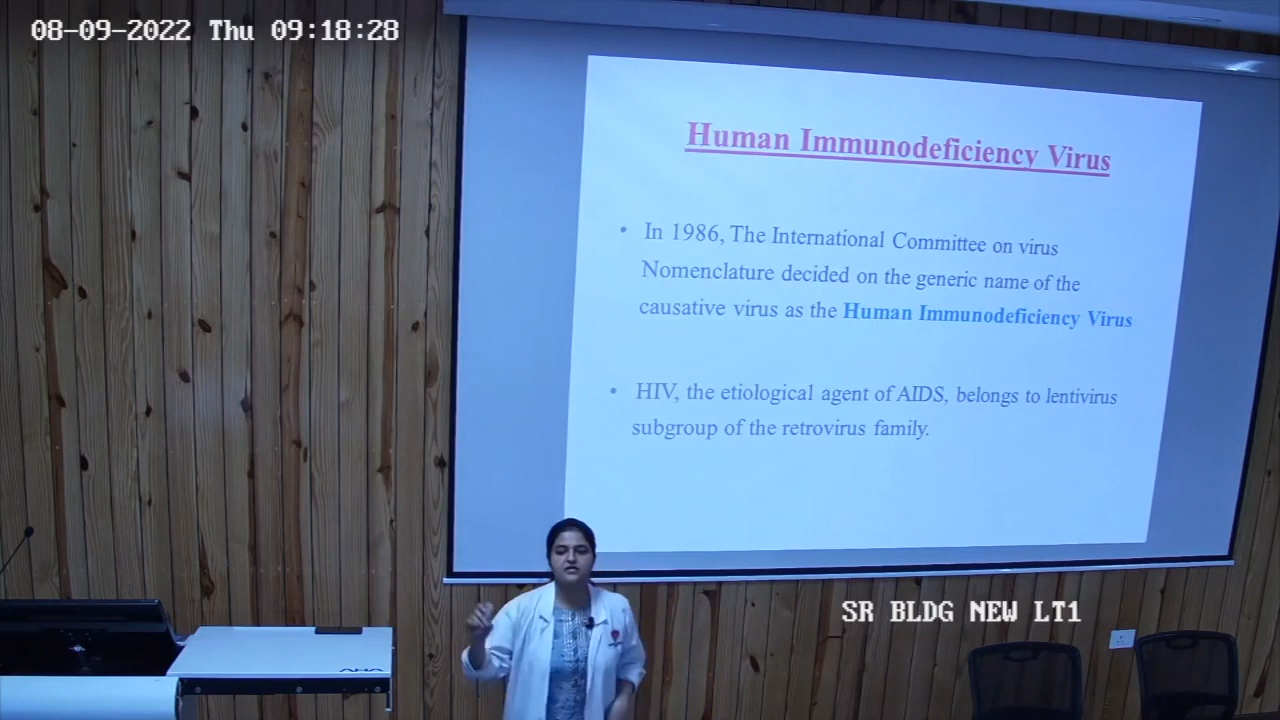 08-09-2022 Thu 09:18:28
Human Immunodeficiency Virus
• In 1986, The International Committee on virus
Nomenclature decided on the generic name of the
causative virus as the Human Immunodeficiency Virus
• HIV, the etiological agent of AIDS, belongs to lentivirus
subgroup of the retrovirus family.
SR BLDG NEW LT1
AHA